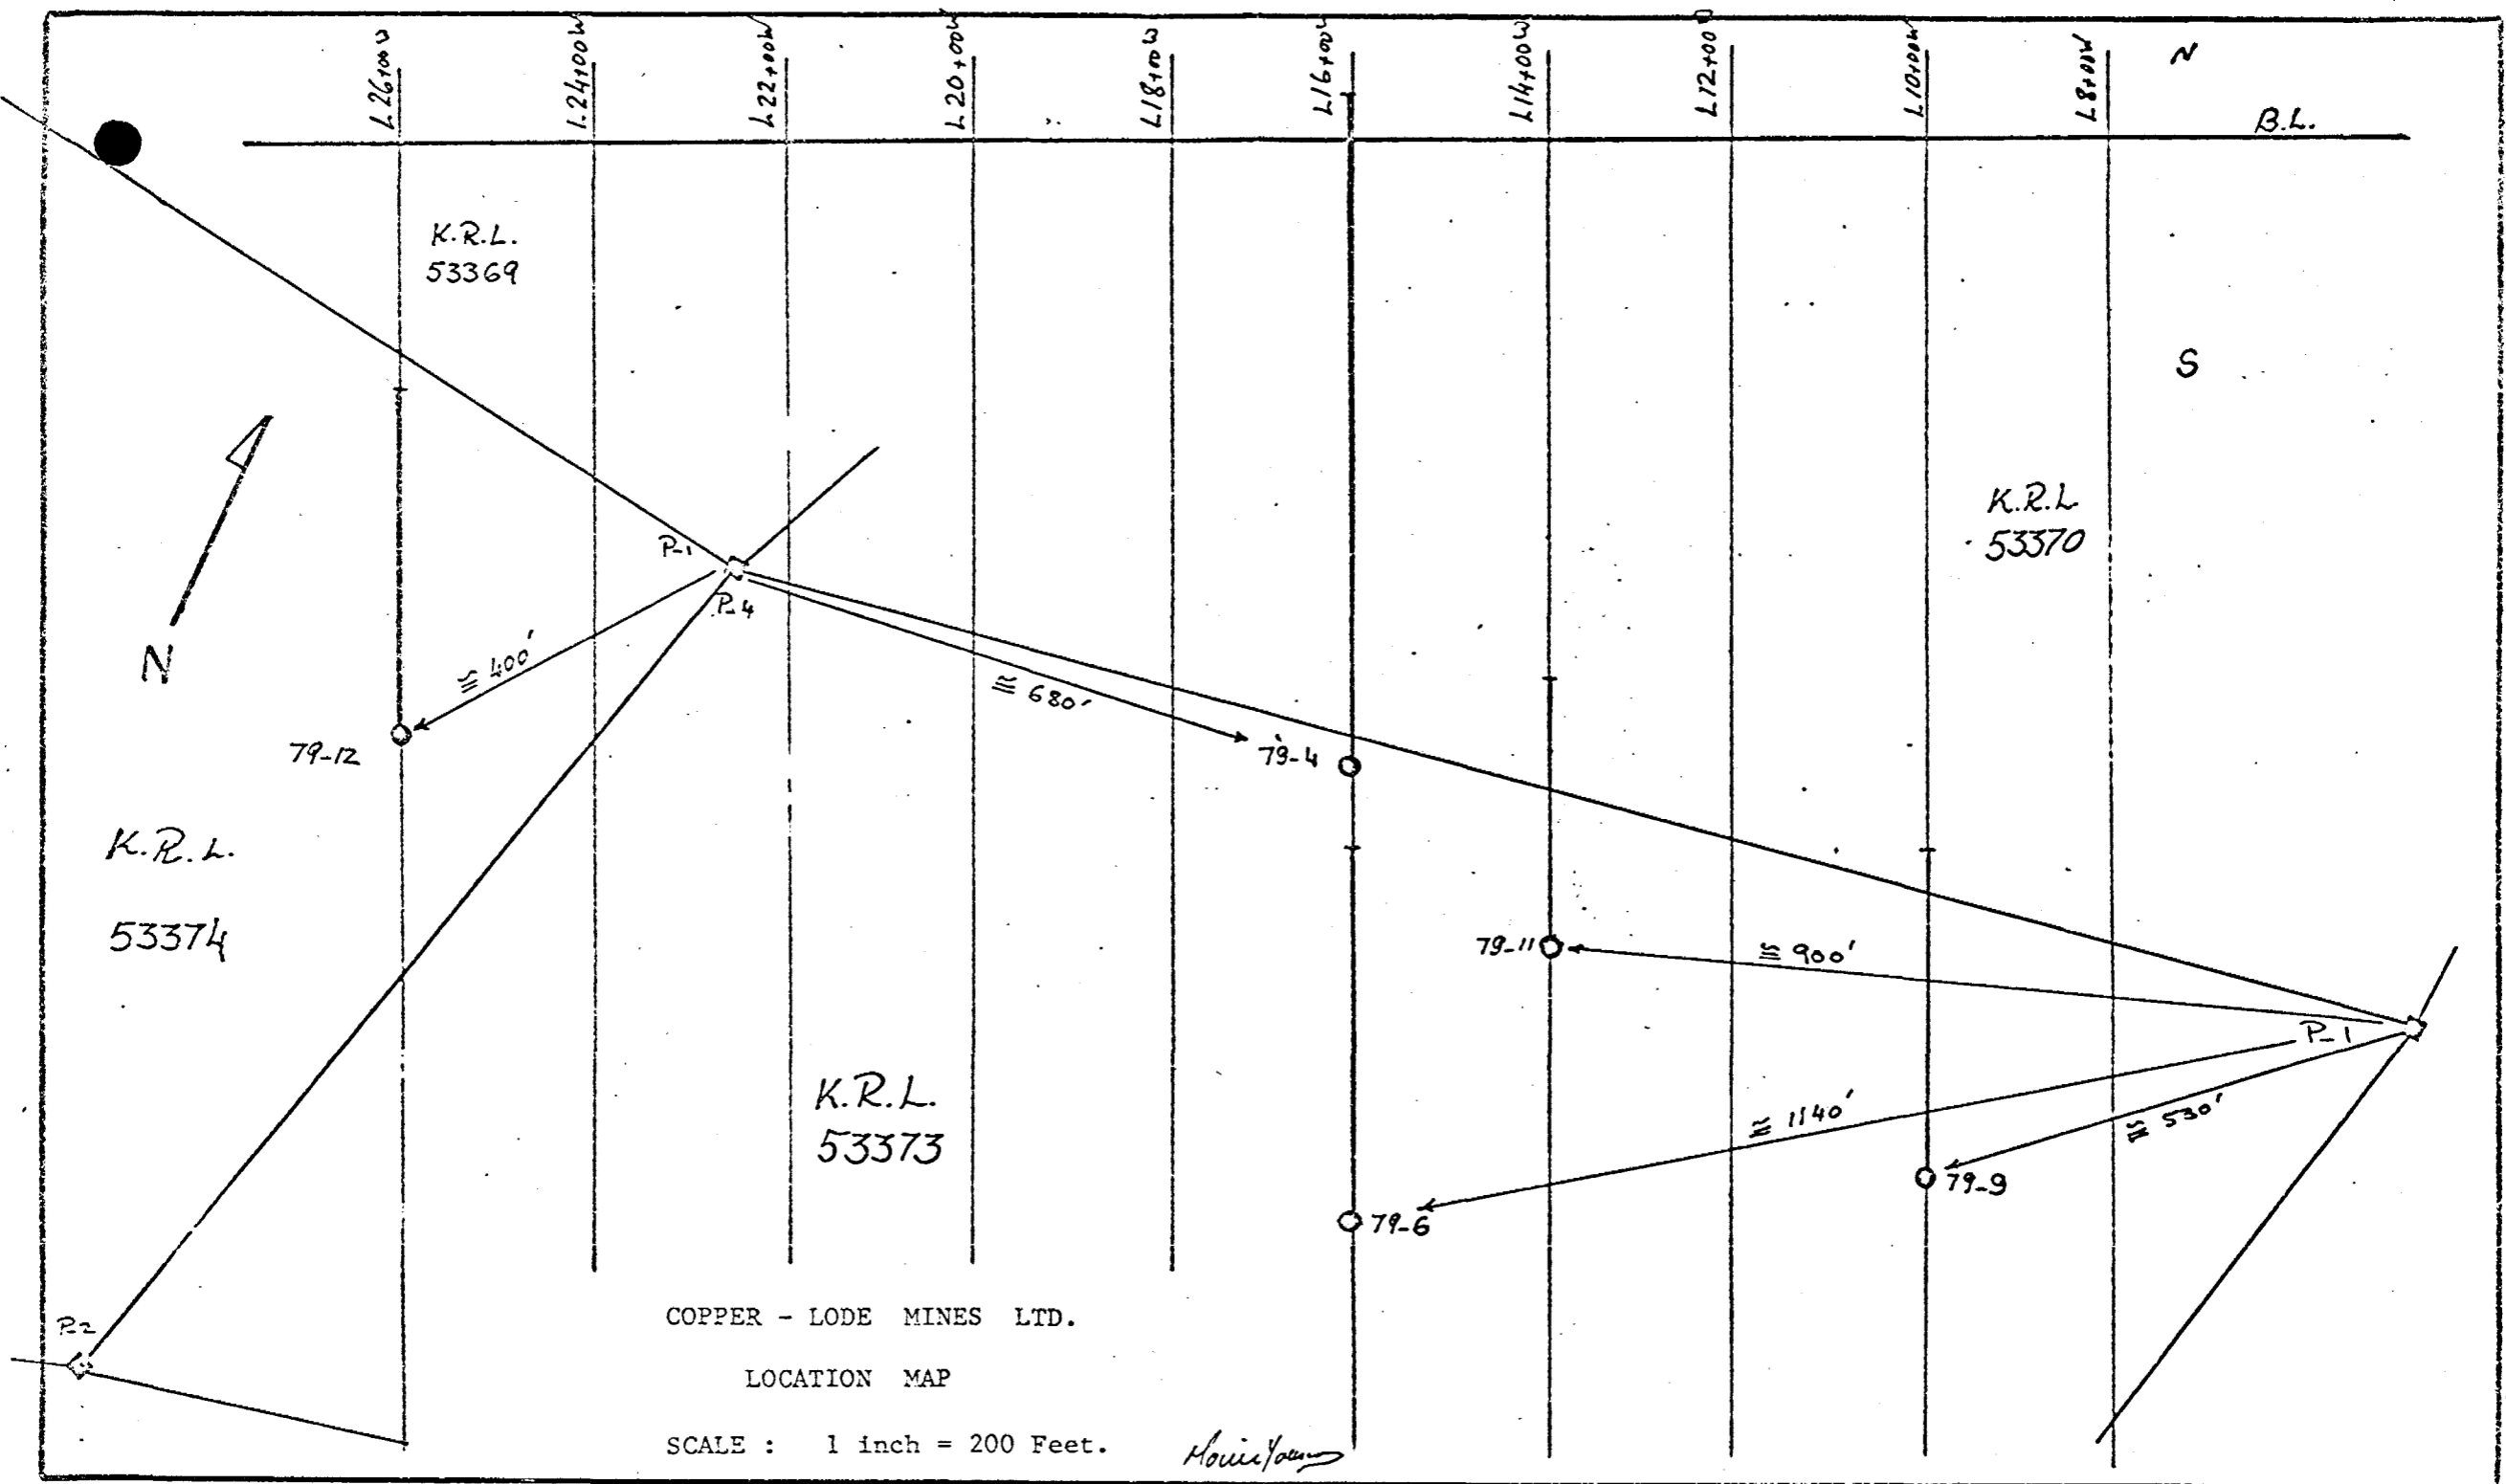 L26+00W
L24+00W
L22+00W
L20+00W
L18+00W
L16+00W
L14+00W
L12+00
L10+00W
L8+00W
N
B.L.
K.R.L.
53369
S
K.R.L
53370
P-1
P-4
N
≅ 400'
≅ 680'
79-12
79-4
K.R.L.
53374
79-11
≅ 900'
P-1
K.R.L.
53373
≅ 1140'
≅ 530'
79-9
79-6
P-2
COPPER - LODE MINES LTD.
LOCATION MAP
SCALE : 1 inch = 200 Feet.